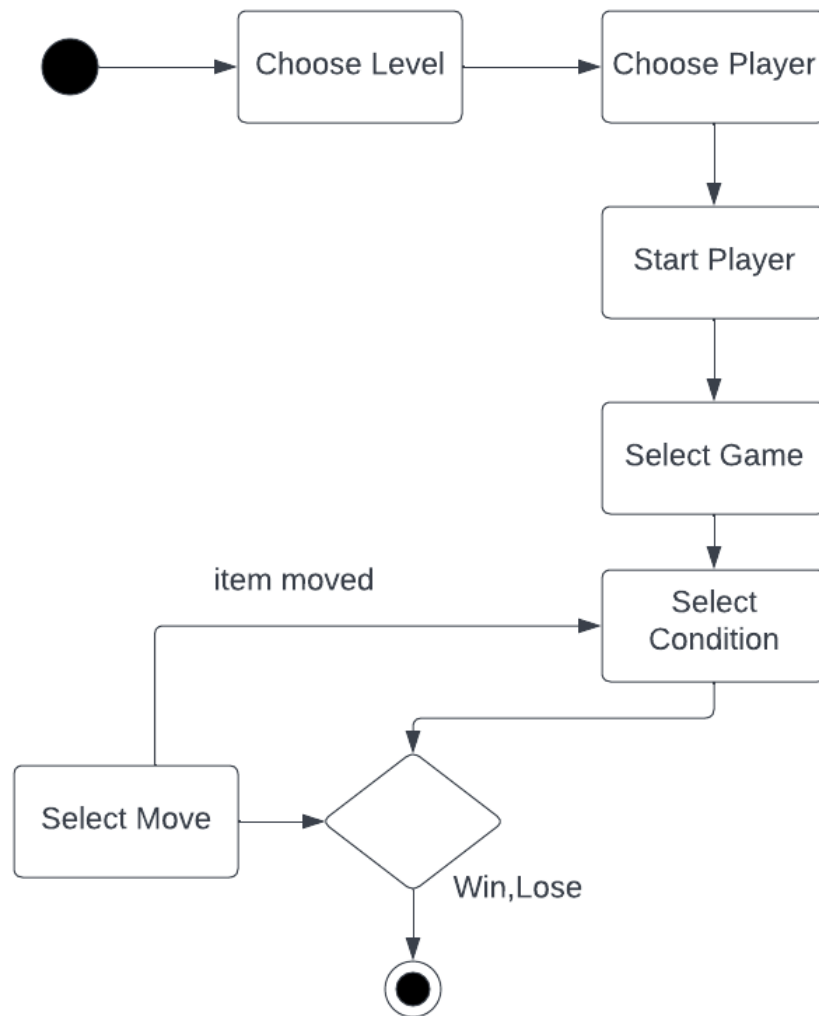 Choose Level
Choose Player
Start Player
Select Game
item moved
Select
Condition
Select Move
Win,Lose